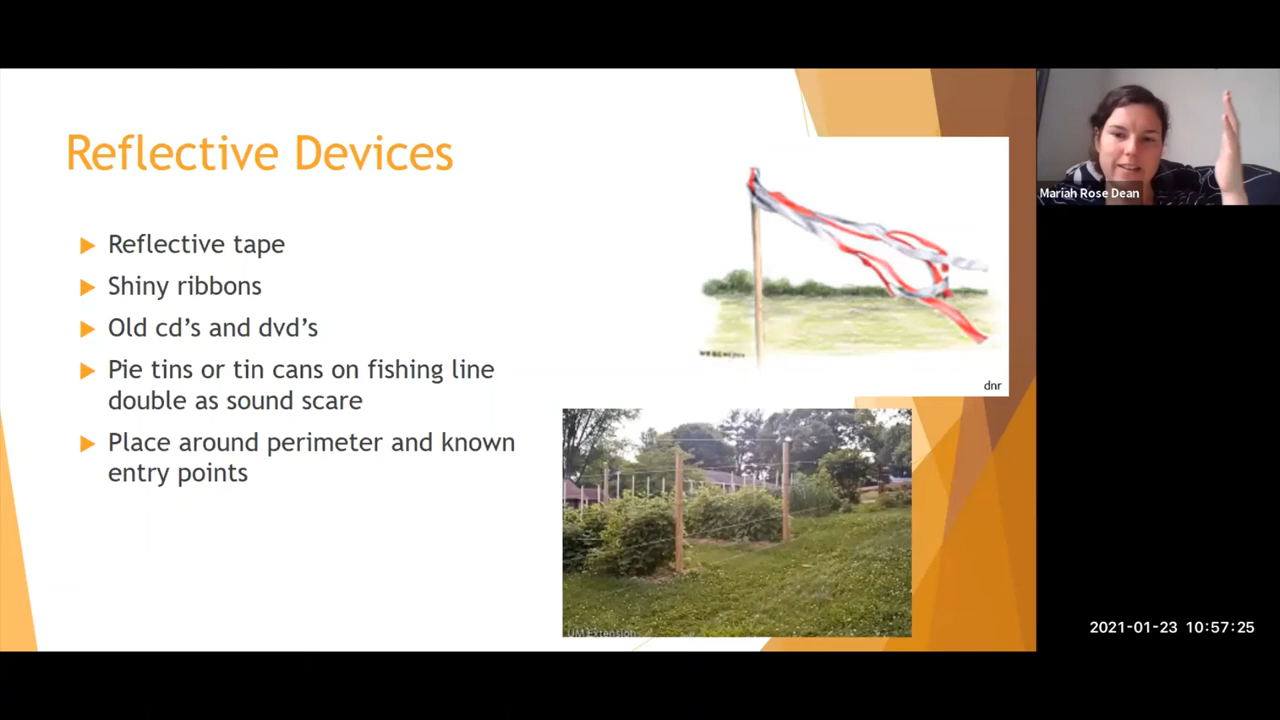 Reflective Devices
Reflective tape
Shiny ribbons
Old cd's and dvd's
Pie tins or tin cans on fishing line
double as sound scare
Place around perimeter and known
entry points
dnr
UM Extensions
Mariah Rose Dean
2021-01-23 10:57:25